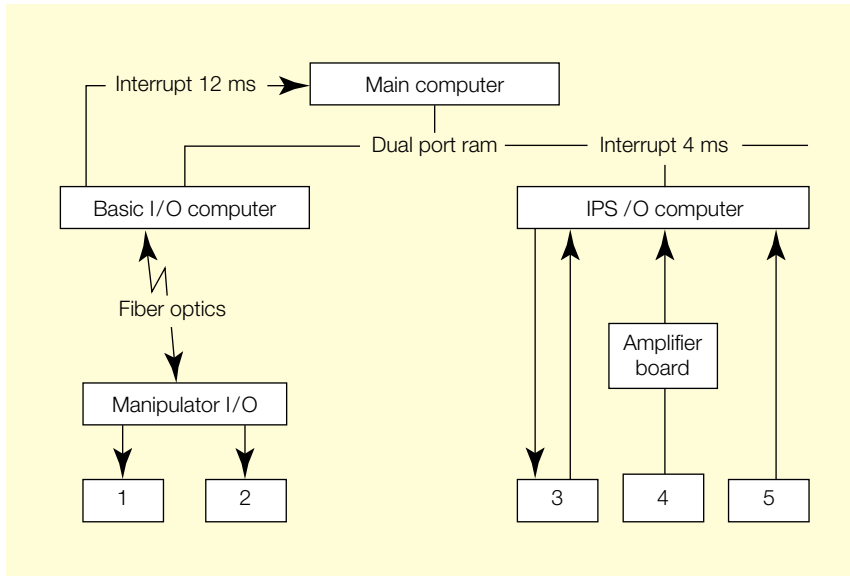 Interrupt 12 ms
Main computer
Dual port ram
Interrupt 4 ms
Basic I/O computer
IPS /O computer
Fiber optics
Amplifier
board
Manipulator I/O
1
2
3
4
5